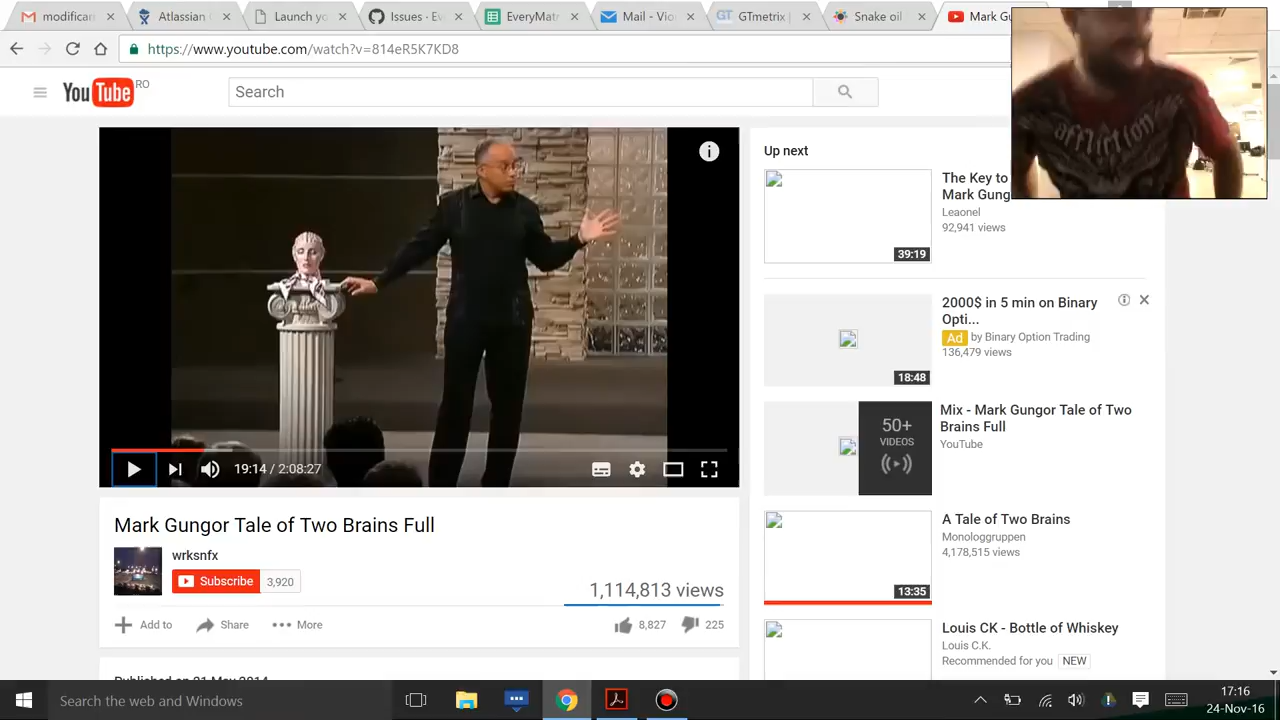 modificar
Atlassian
Launch yo
Issues ·
EveryMat
Mail - Vio
GTmetrix
Snake oil
Mark Gu
https://www.youtube.com/watch?v=814eR5K7KD8
YouTube RO
Search
affliction
19:14 / 2:08:27
Mark Gungor Tale of Two Brains Full
wrksnfx
Subscribe 3,920
1,114,813 views
Add to Share More 8,827 225
Up next
The Key to
Mark Gung
Leaonel
92,941 views
39:19
2000$ in 5 min on Binary
Opti...
Ad by Binary Option Trading
136,479 views
18:48
Mix - Mark Gungor Tale of Two
Brains Full
YouTube
50+
VIDEOS
A Tale of Two Brains
Monologgruppen
4,178,515 views
13:35
Louis CK - Bottle of Whiskey
Louis C.K.
Recommended for you NEW
Search the web and Windows
17:16
24-Nov-16